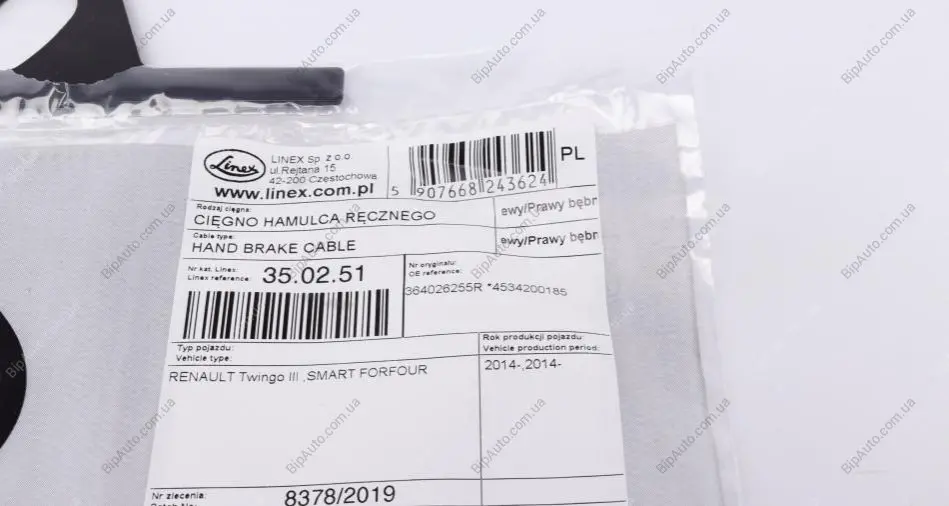 Linex
LINEX Sp. z o.o.
ul.Rejtana 15
42-200 Częstochowa
www.linex.com.pl
5 907668 243624
PL
Rodzaj cięgna:
CIĘGNO HAMULCA RĘCZNEGO
ewy/Prawy bębn
Cable type:
HAND BRAKE CABLE
ewy/Prawy bębn
Nr kat. Linex:
Linex reference:
35.02.51
Nr oryginału:
OE reference:
364026255R *4534200185
Typ pojazdu:
Vehicle type:
RENAULT Twingo III ,SMART FORFOUR
Rok produkcji pojazdu:
Vehicle production period:
2014-,2014-
Nr zlecenia:
8378/2019
BipAuto.com.ua